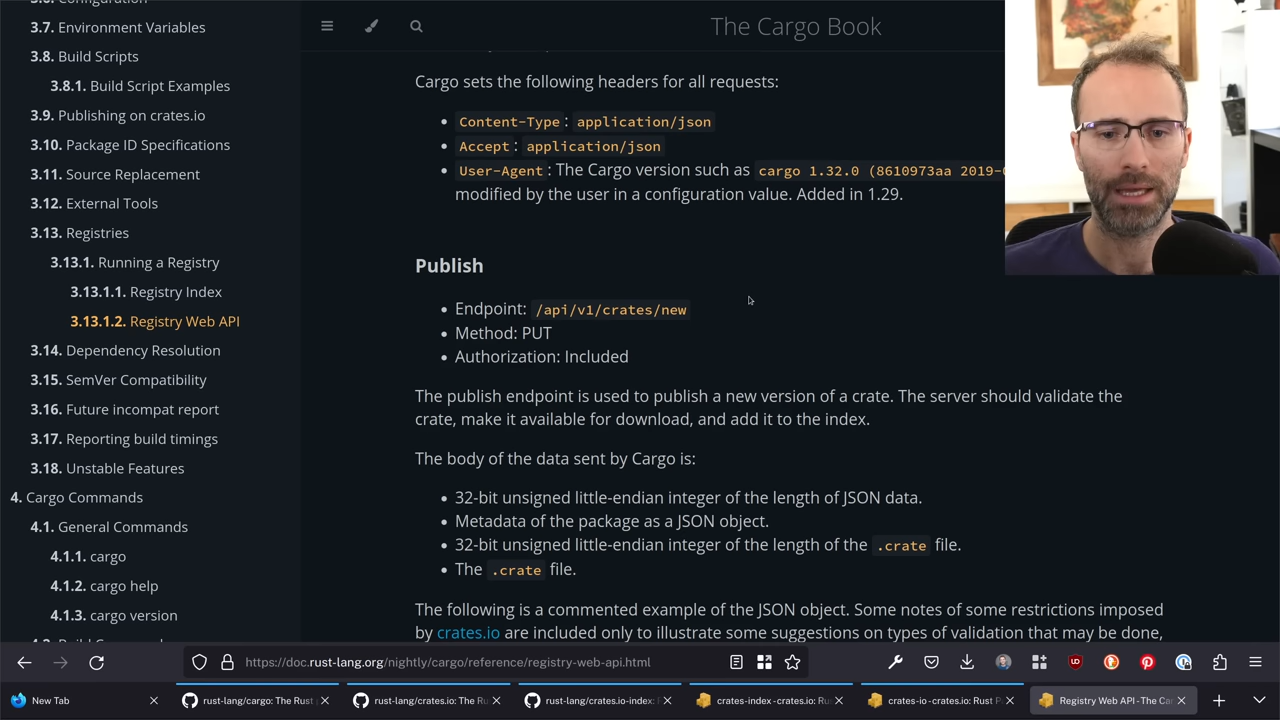 3.7. Environment Variables
3.8. Build Scripts
3.8.1. Build Script Examples
3.9. Publishing on crates.io
3.10. Package ID Specifications
3.11. Source Replacement
3.12. External Tools
3.13. Registries
3.13.1. Running a Registry
3.13.1.1. Registry Index
3.13.1.2. Registry Web API
3.14. Dependency Resolution
3.15. SemVer Compatibility
3.16. Future incompat report
3.17. Reporting build timings
3.18. Unstable Features
4. Cargo Commands
4.1. General Commands
4.1.1. cargo
4.1.2. cargo help
4.1.3. cargo version
The Cargo Book
Cargo sets the following headers for all requests:
• Content-Type: application/json
• Accept: application/json
• User-Agent: The Cargo version such as cargo 1.32.0 (8610973aa 2019-
modified by the user in a configuration value. Added in 1.29.
Publish
• Endpoint: /api/v1/crates/new
• Method: PUT
• Authorization: Included
The publish endpoint is used to publish a new version of a crate. The server should validate the
crate, make it available for download, and add it to the index.
The body of the data sent by Cargo is:
• 32-bit unsigned little-endian integer of the length of JSON data.
• Metadata of the package as a JSON object.
• 32-bit unsigned little-endian integer of the length of the .crate file.
• The .crate file.
The following is a commented example of the JSON object. Some notes of some restrictions imposed
by crates.io are included only to illustrate some suggestions on types of validation that may be done,
https://doc.rust-lang.org/nightly/cargo/reference/registry-web-api.html
New Tab
rust-lang/cargo: The Rust
rust-lang/crates.io: The Ru
rust-lang/crates.io-index:
crates-index - crates.io: Ru
crates-io - crates.io: Rust P
Registry Web API - The Ca